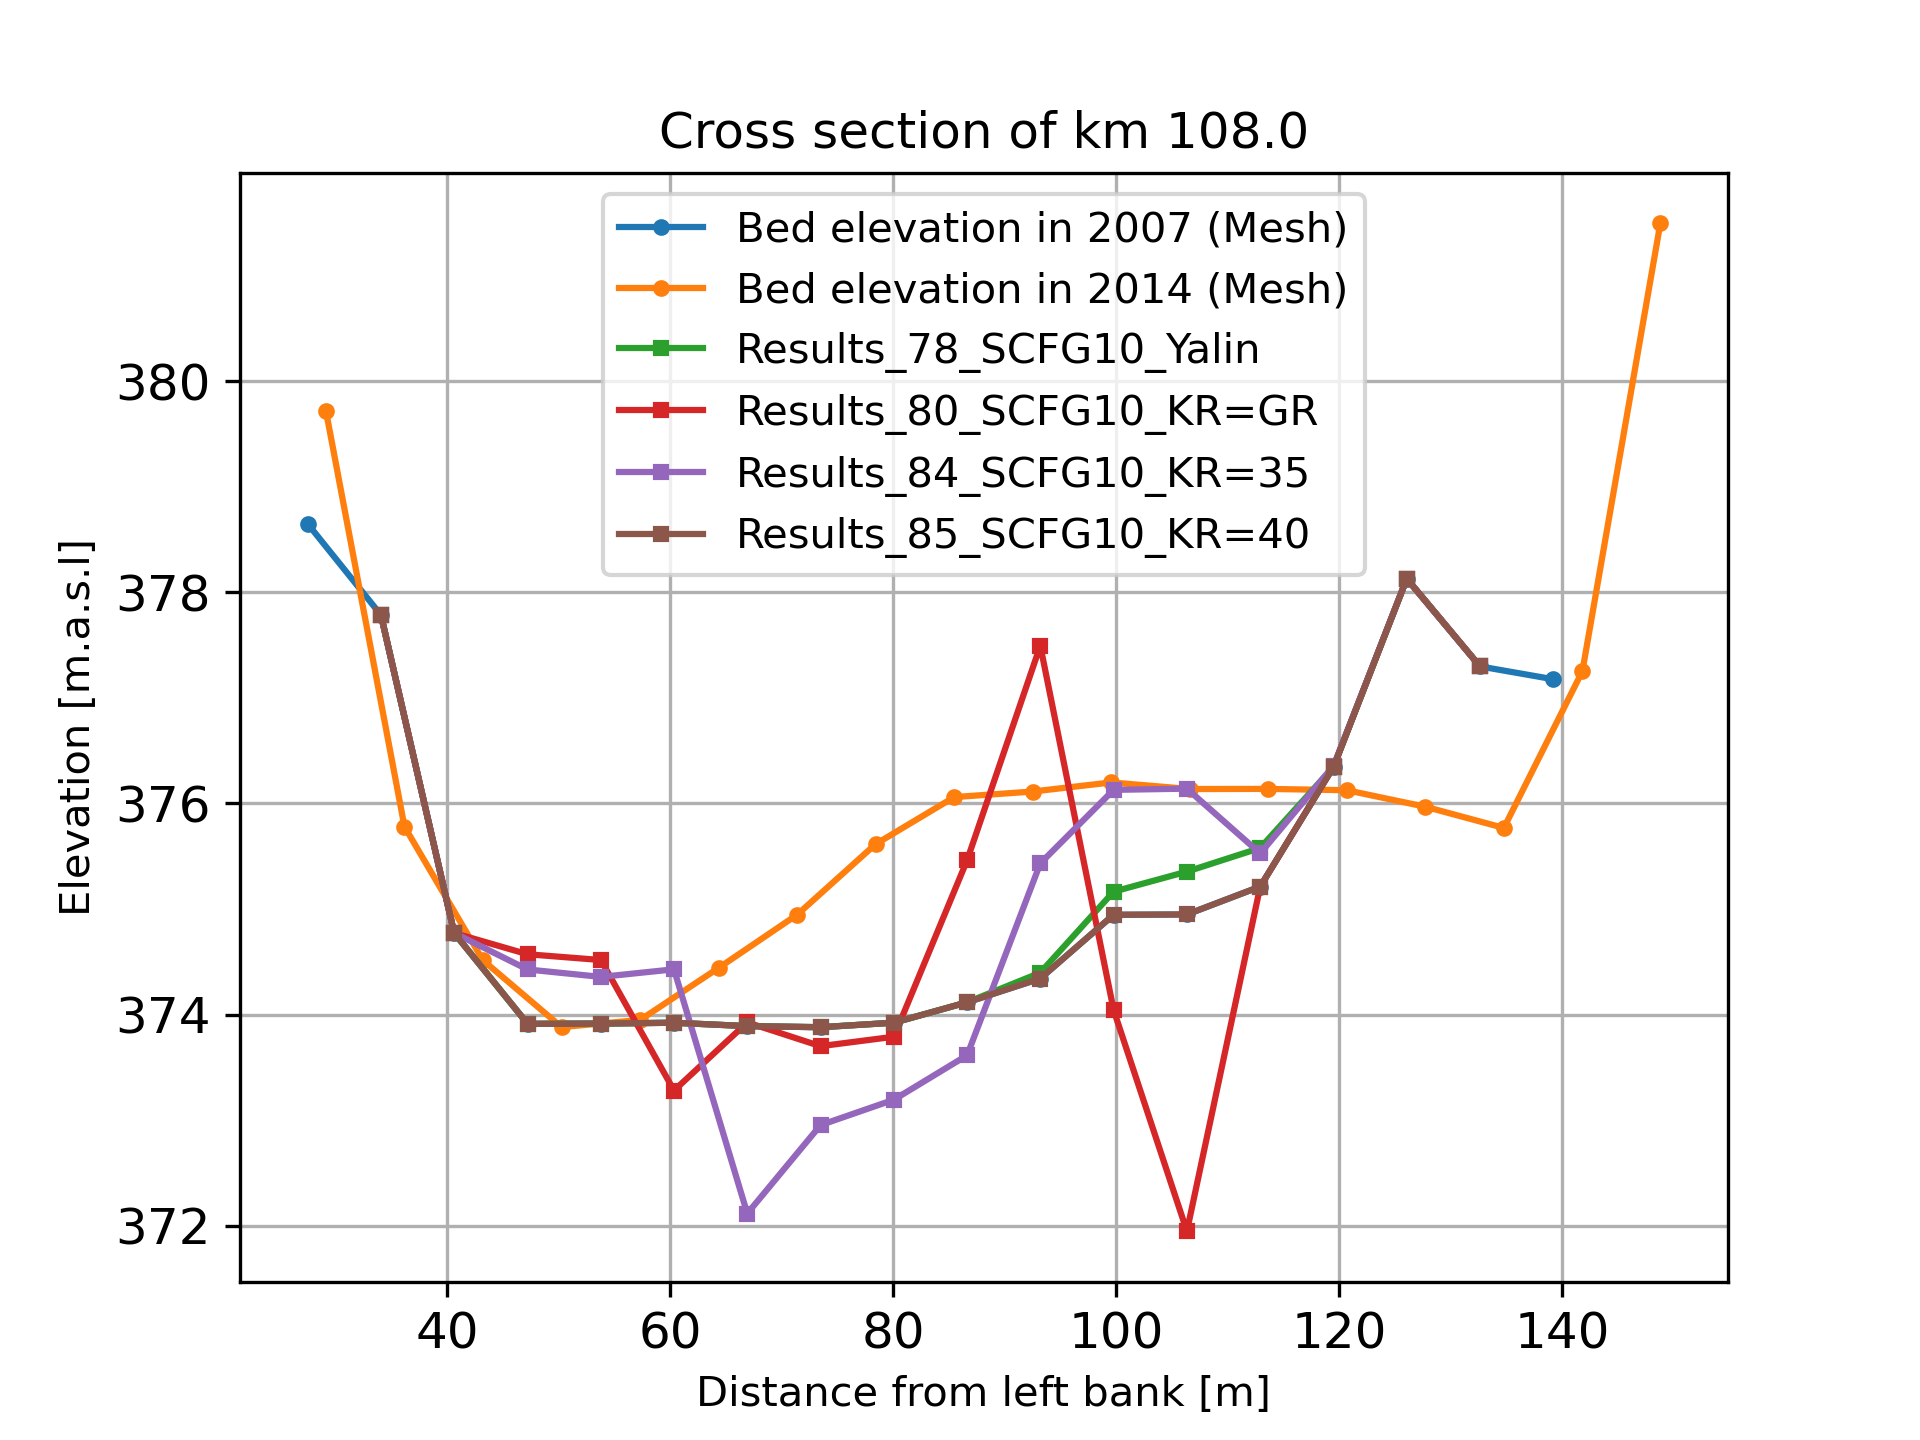 Cross section of km 108.0
Bed elevation in 2007 (Mesh)
Bed elevation in 2014 (Mesh)
Results_78_SCFG10_Yalin
Results_80_SCFG10_KR=GR
Results_84_SCFG10_KR=35
Results_85_SCFG10_KR=40
Elevation [m.a.s.l]
380
378
376
374
372
40 60 80 100 120 140
Distance from left bank [m]